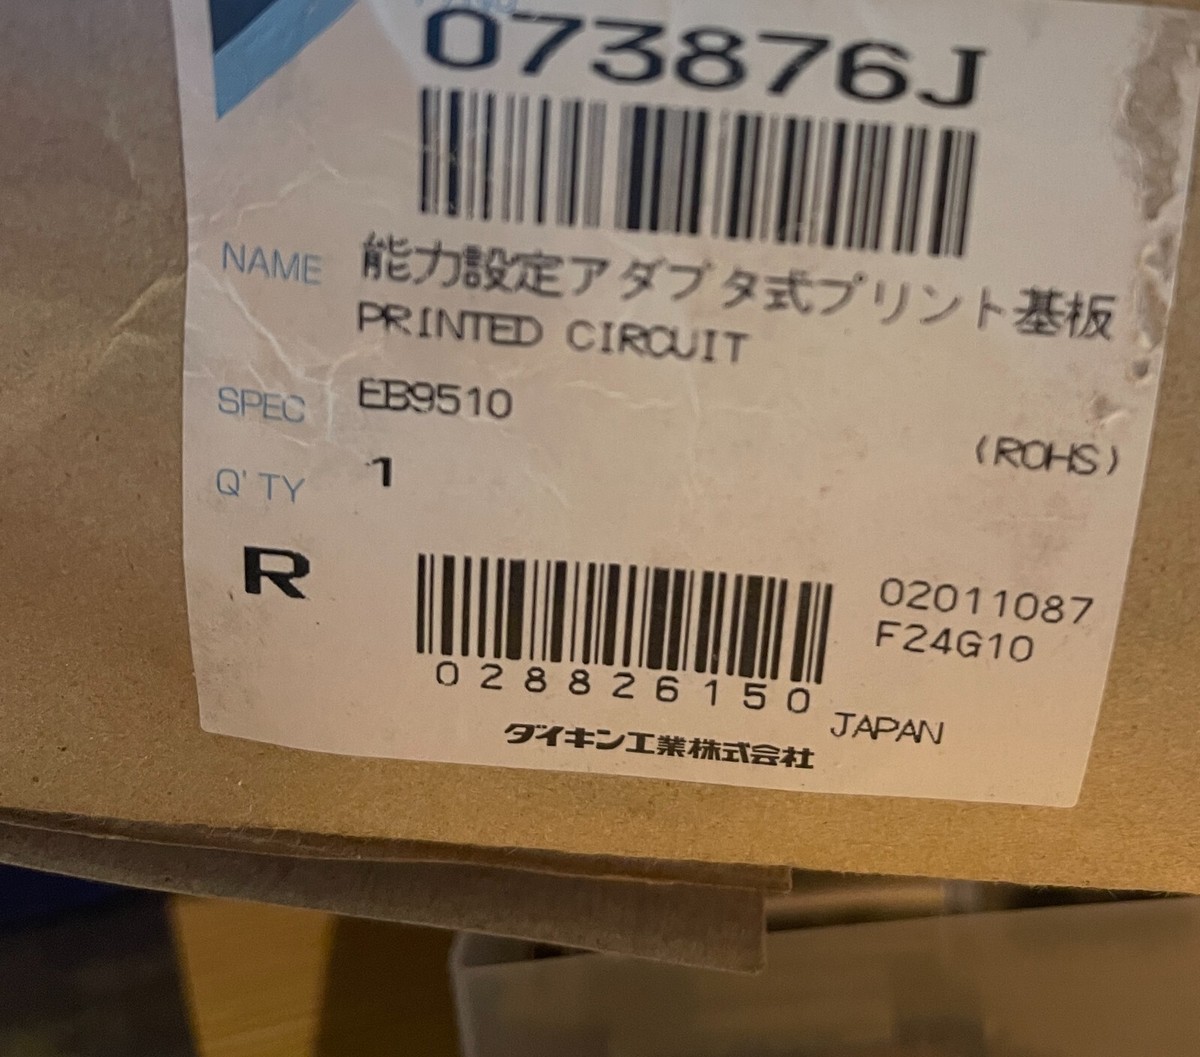 073876J
NAME 能力設定アダプタ式プリント基板
PRINTED CIRCUIT
SPEC EB9510
(ROHS)
Q'TY 1
R
02011087
F24G10
028826150
JAPAN
ダイキン工業株式会社